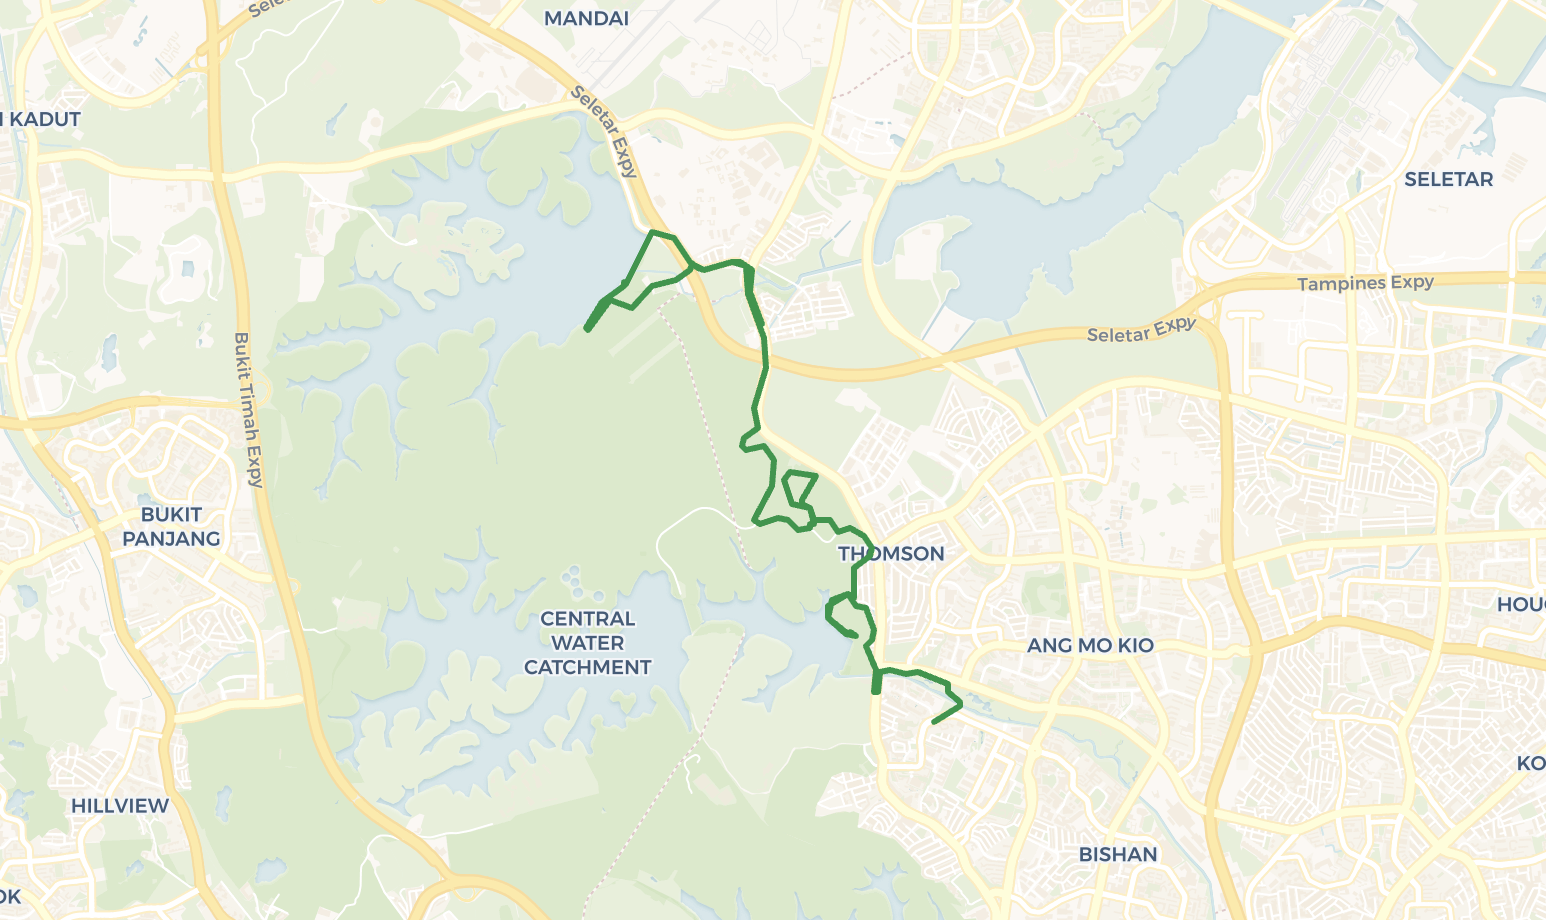 Sele
MANDAI
Seletar Expy
KADUT
SELETAR
Tampines Expy
Seletar Expy
Bukit Timah Expy
BUKIT
PANJANG
THOMSON
CENTRAL
WATER
CATCHMENT
HOUG
ANG MO KIO
KO
HILLVIEW
BISHAN
OK